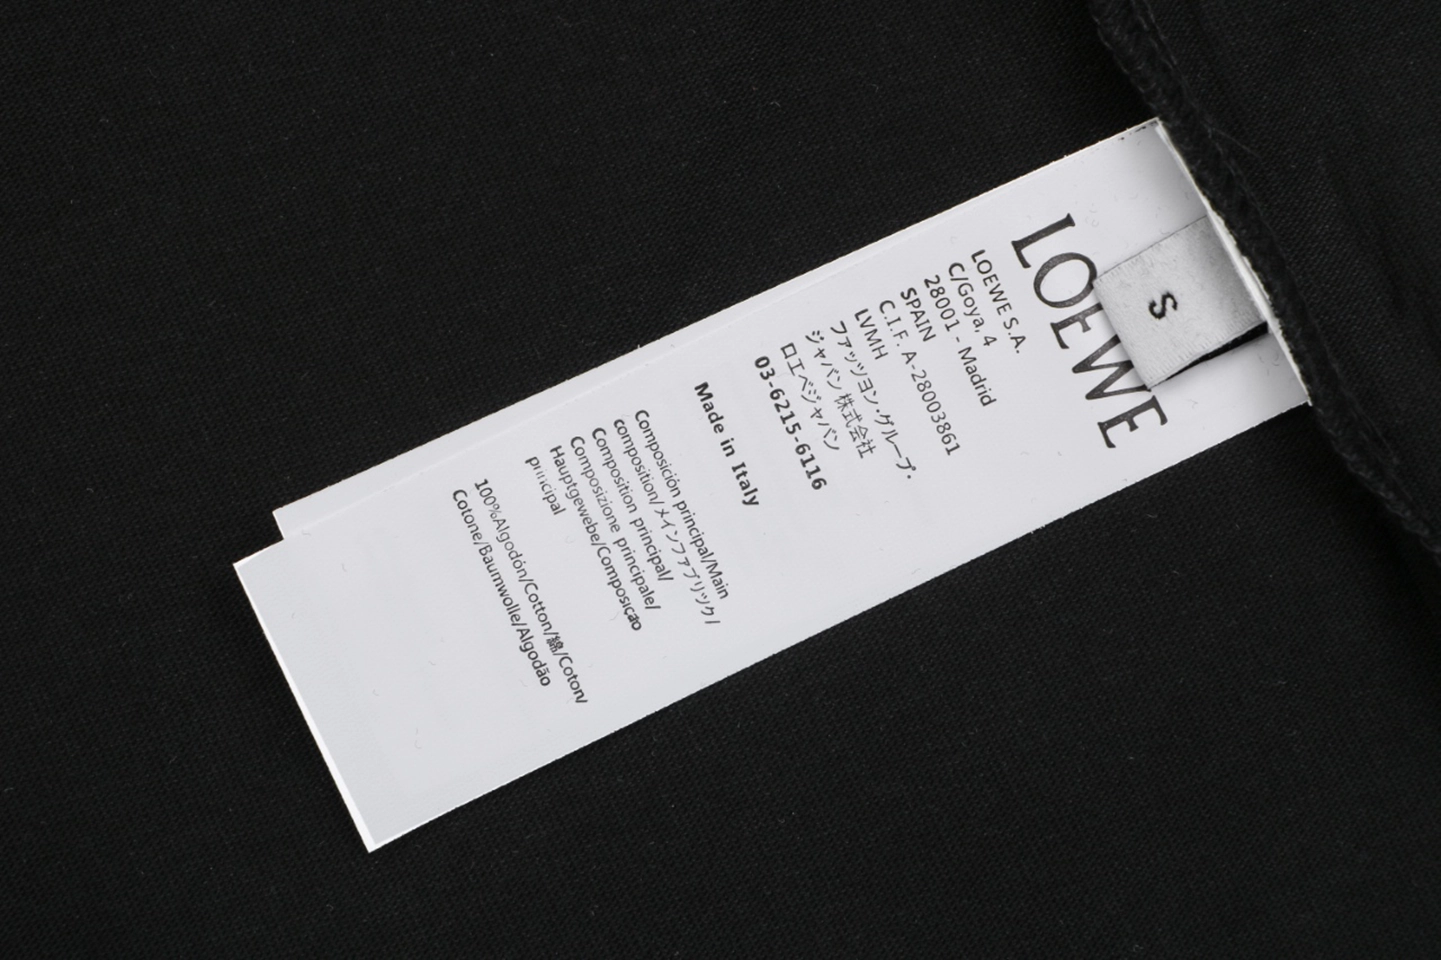 LOEWE
S
LOEWE S.A.
C/Goya, 4
28001 - Madrid
SPAIN
C.I.F. A-28003861
LVMH
ファッツヨン・グループ・
ジャパン 株式会社
ロエベジャパン
03-6215-6116
Made in Italy
Composición principal/Main
composition/メインファブリック/
Composition principal/
Composizione principale/
Hauptgewebe/Composição
principal
100%Algodón/Cotton/綿/Coton/
Cotone/Baumwolle/Algodão